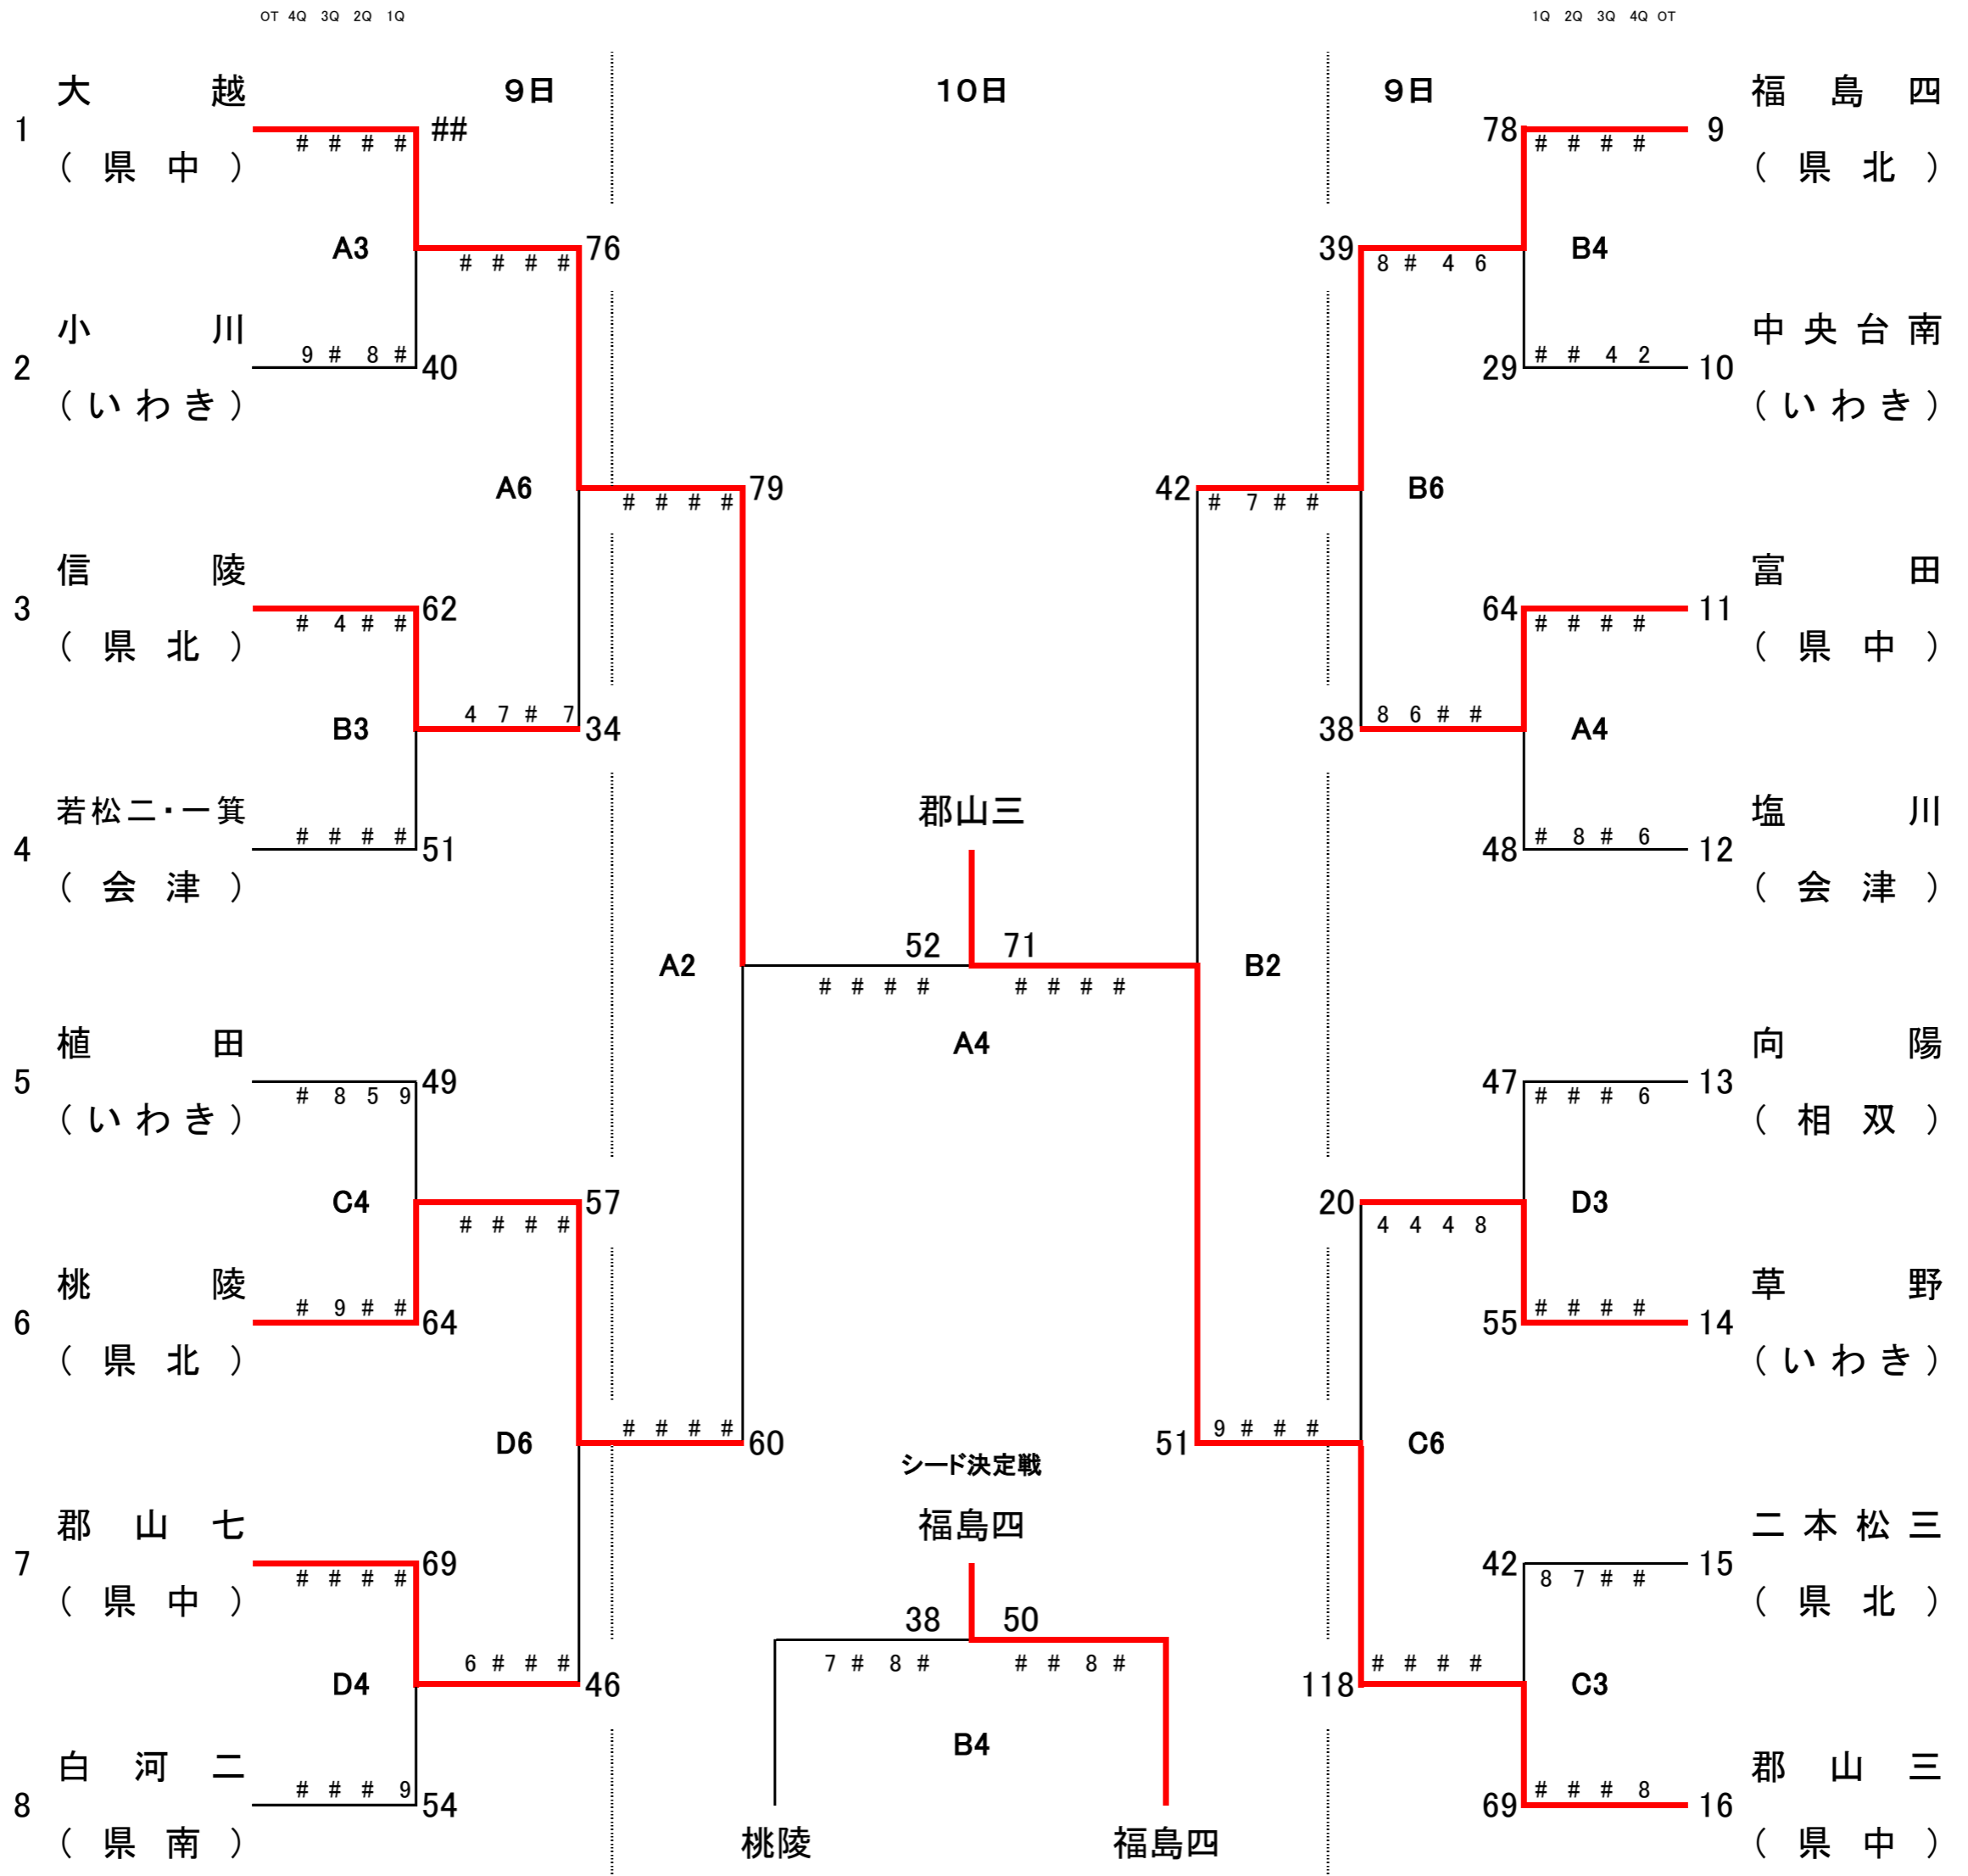 OT 4Q 3Q 2Q 1Q
1Q 2Q 3Q 4Q OT
9日
10日
9日
大越
1
(県中)
# # # #
##
A3
小川
2
(いわき)
9 # 8 #
40
# # # #
76
A6
信陵
3
(県北)
# 4 # #
62
B3
4 7 # 7
34
若松二・一箕
4
(会津)
# # # #
51
# # # #
79
A2
植田
5
(いわき)
# 8 5 9
49
C4
# # # #
57
桃陵
6
(県北)
# 9 # #
64
D6
# # # #
60
郡山七
7
(県中)
# # # #
69
D4
6 # # #
46
白河二
8
(県南)
# # # 9
54
郡山三
52 71
# # # # # # # #
A4
シード決定戦
福島四
38 50
7 # 8 # # # 8 #
B4
桃陵 福島四
福島四
78
9
(県北)
# # # #
B4
39
8 # 4 6
中央台南
29
# # 4 2
10
(いわき)
42
# 7 # #
B6
富田
64
11
(県中)
# # # #
A4
38
8 6 # #
塩川
48
# 8 # 6
12
(会津)
B2
向陽
47
13
(相双)
# # # 6
D3
20
4 4 4 8
草野
55
# # # #
14
(いわき)
51
9 # # #
C6
二本松三
42
15
(県北)
8 7 # #
C3
118
# # # #
郡山三
69
# # # 8
16
(県中)